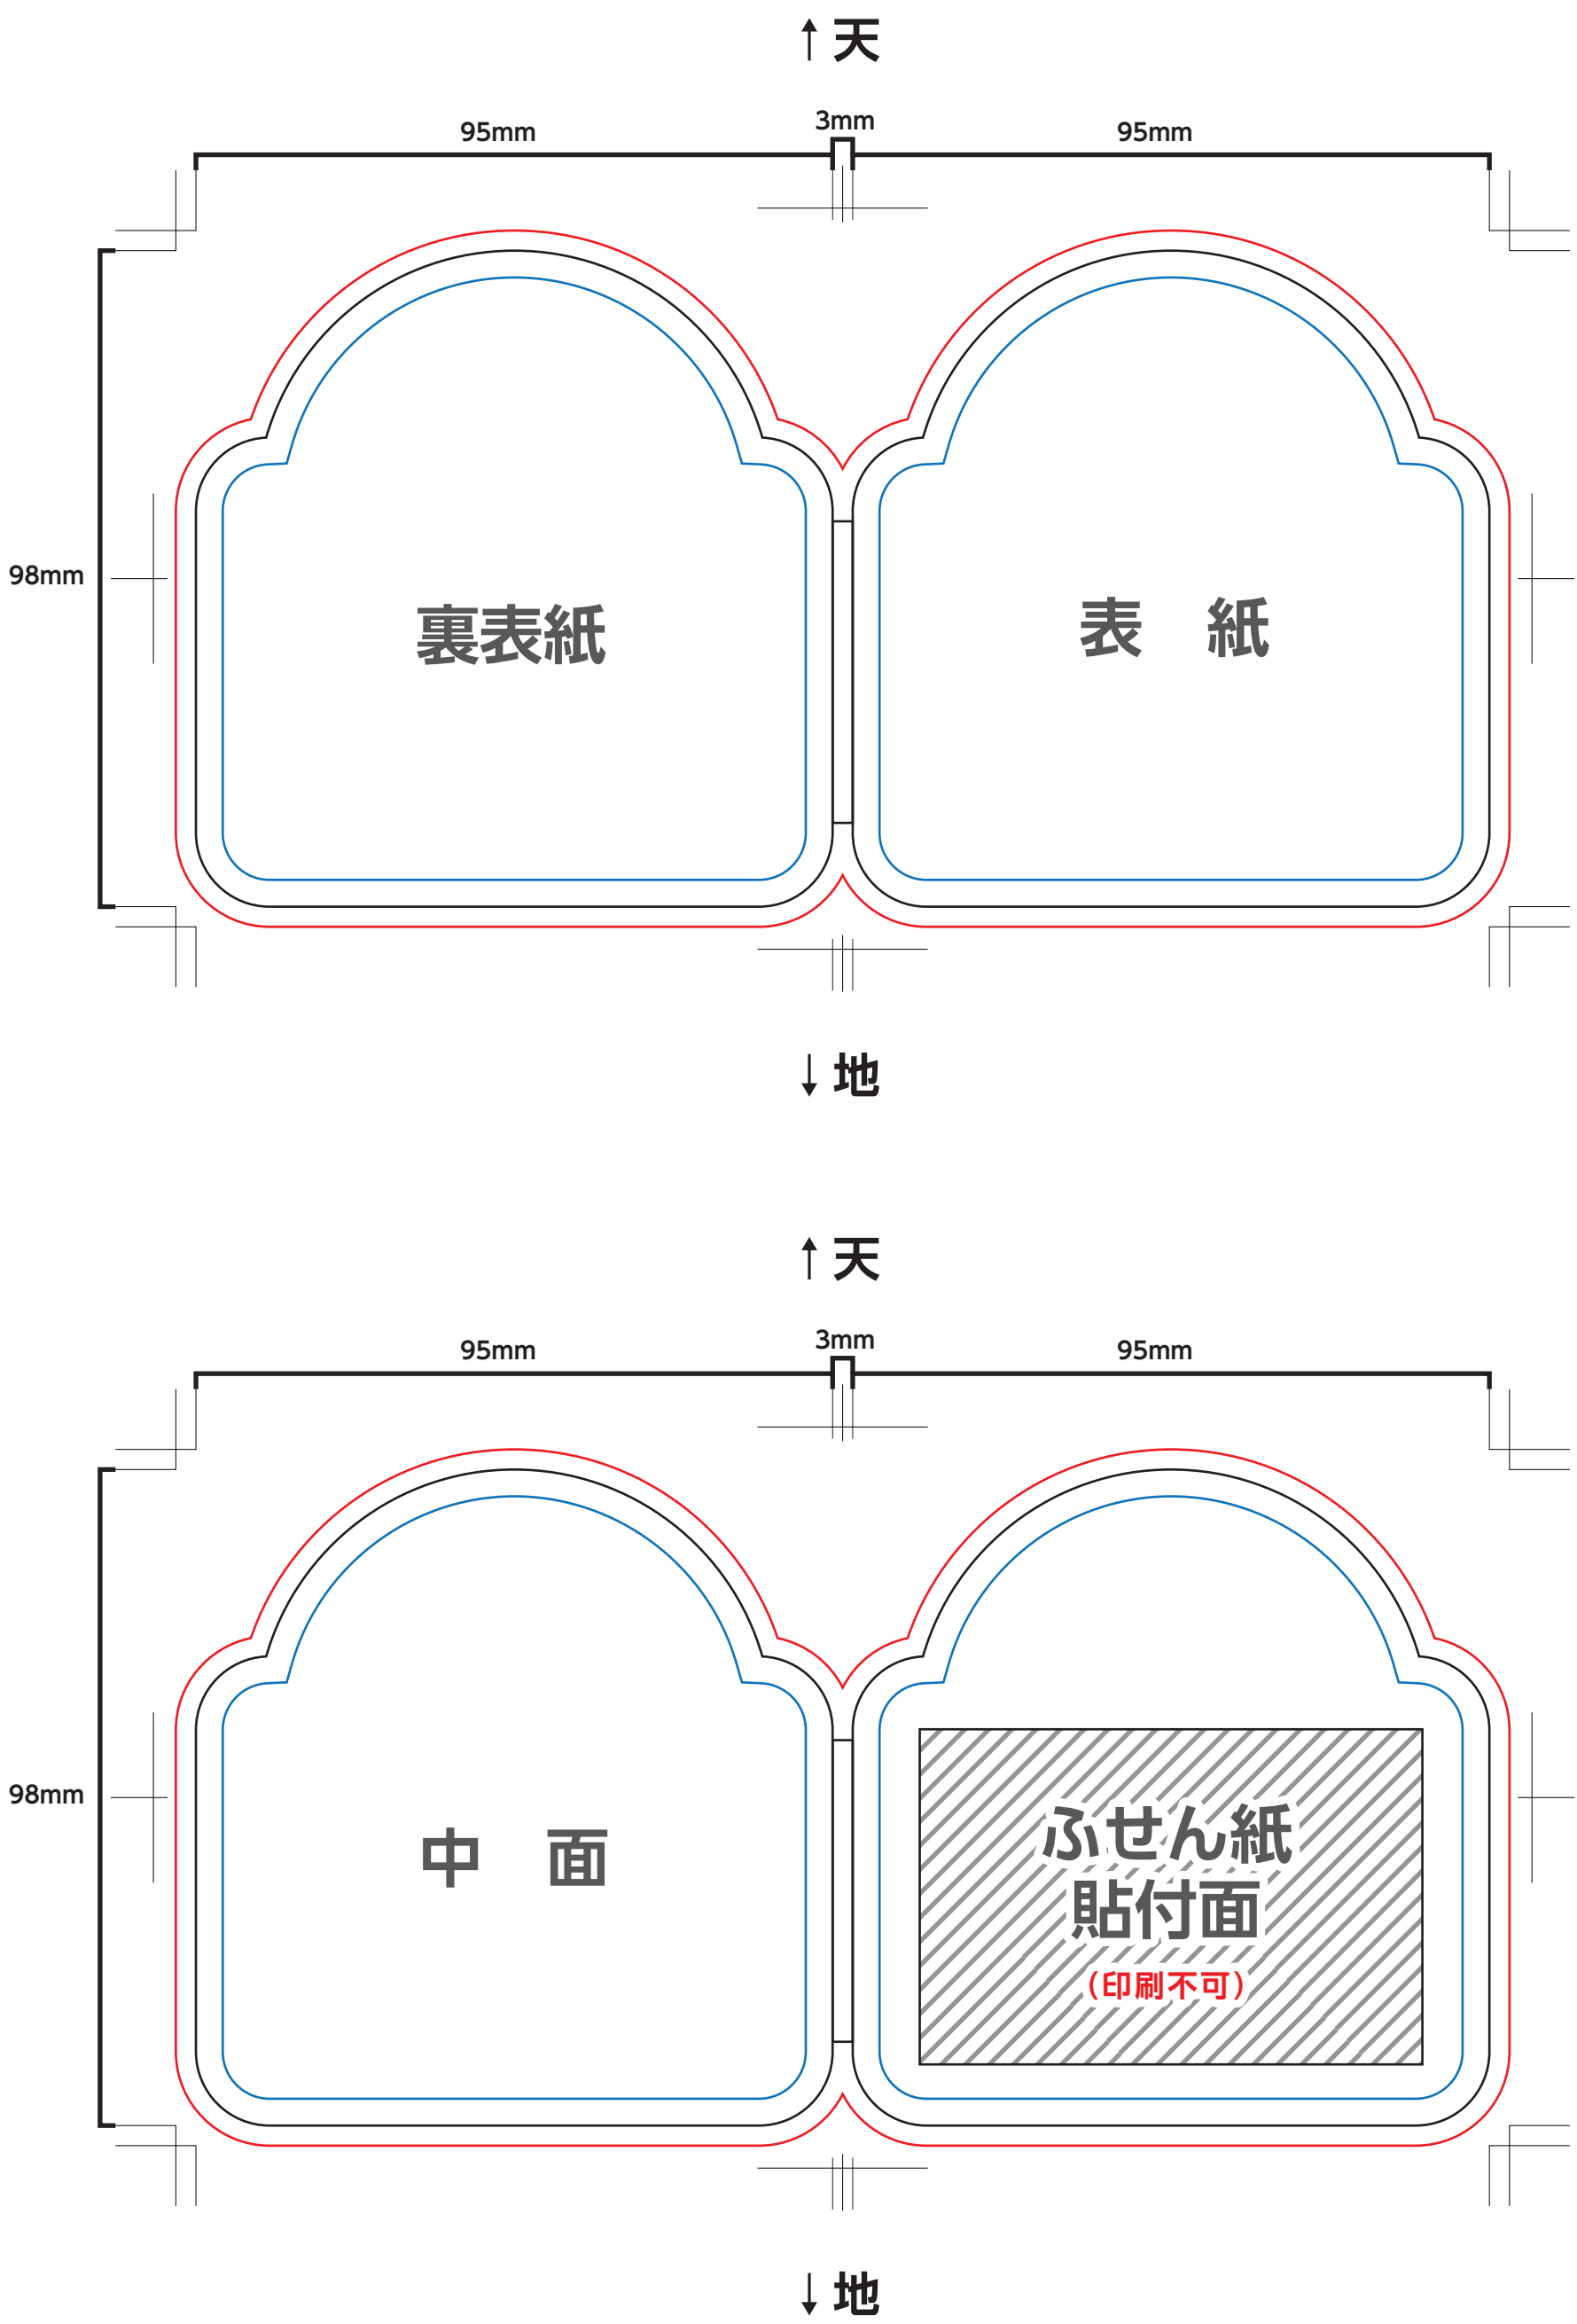 ↑天
95mm 3mm 95mm
98mm
裏表紙 表　紙
↓地
↑天
95mm 3mm 95mm
98mm
中　面 ふせん紙
貼付面
（印刷不可）
↓地